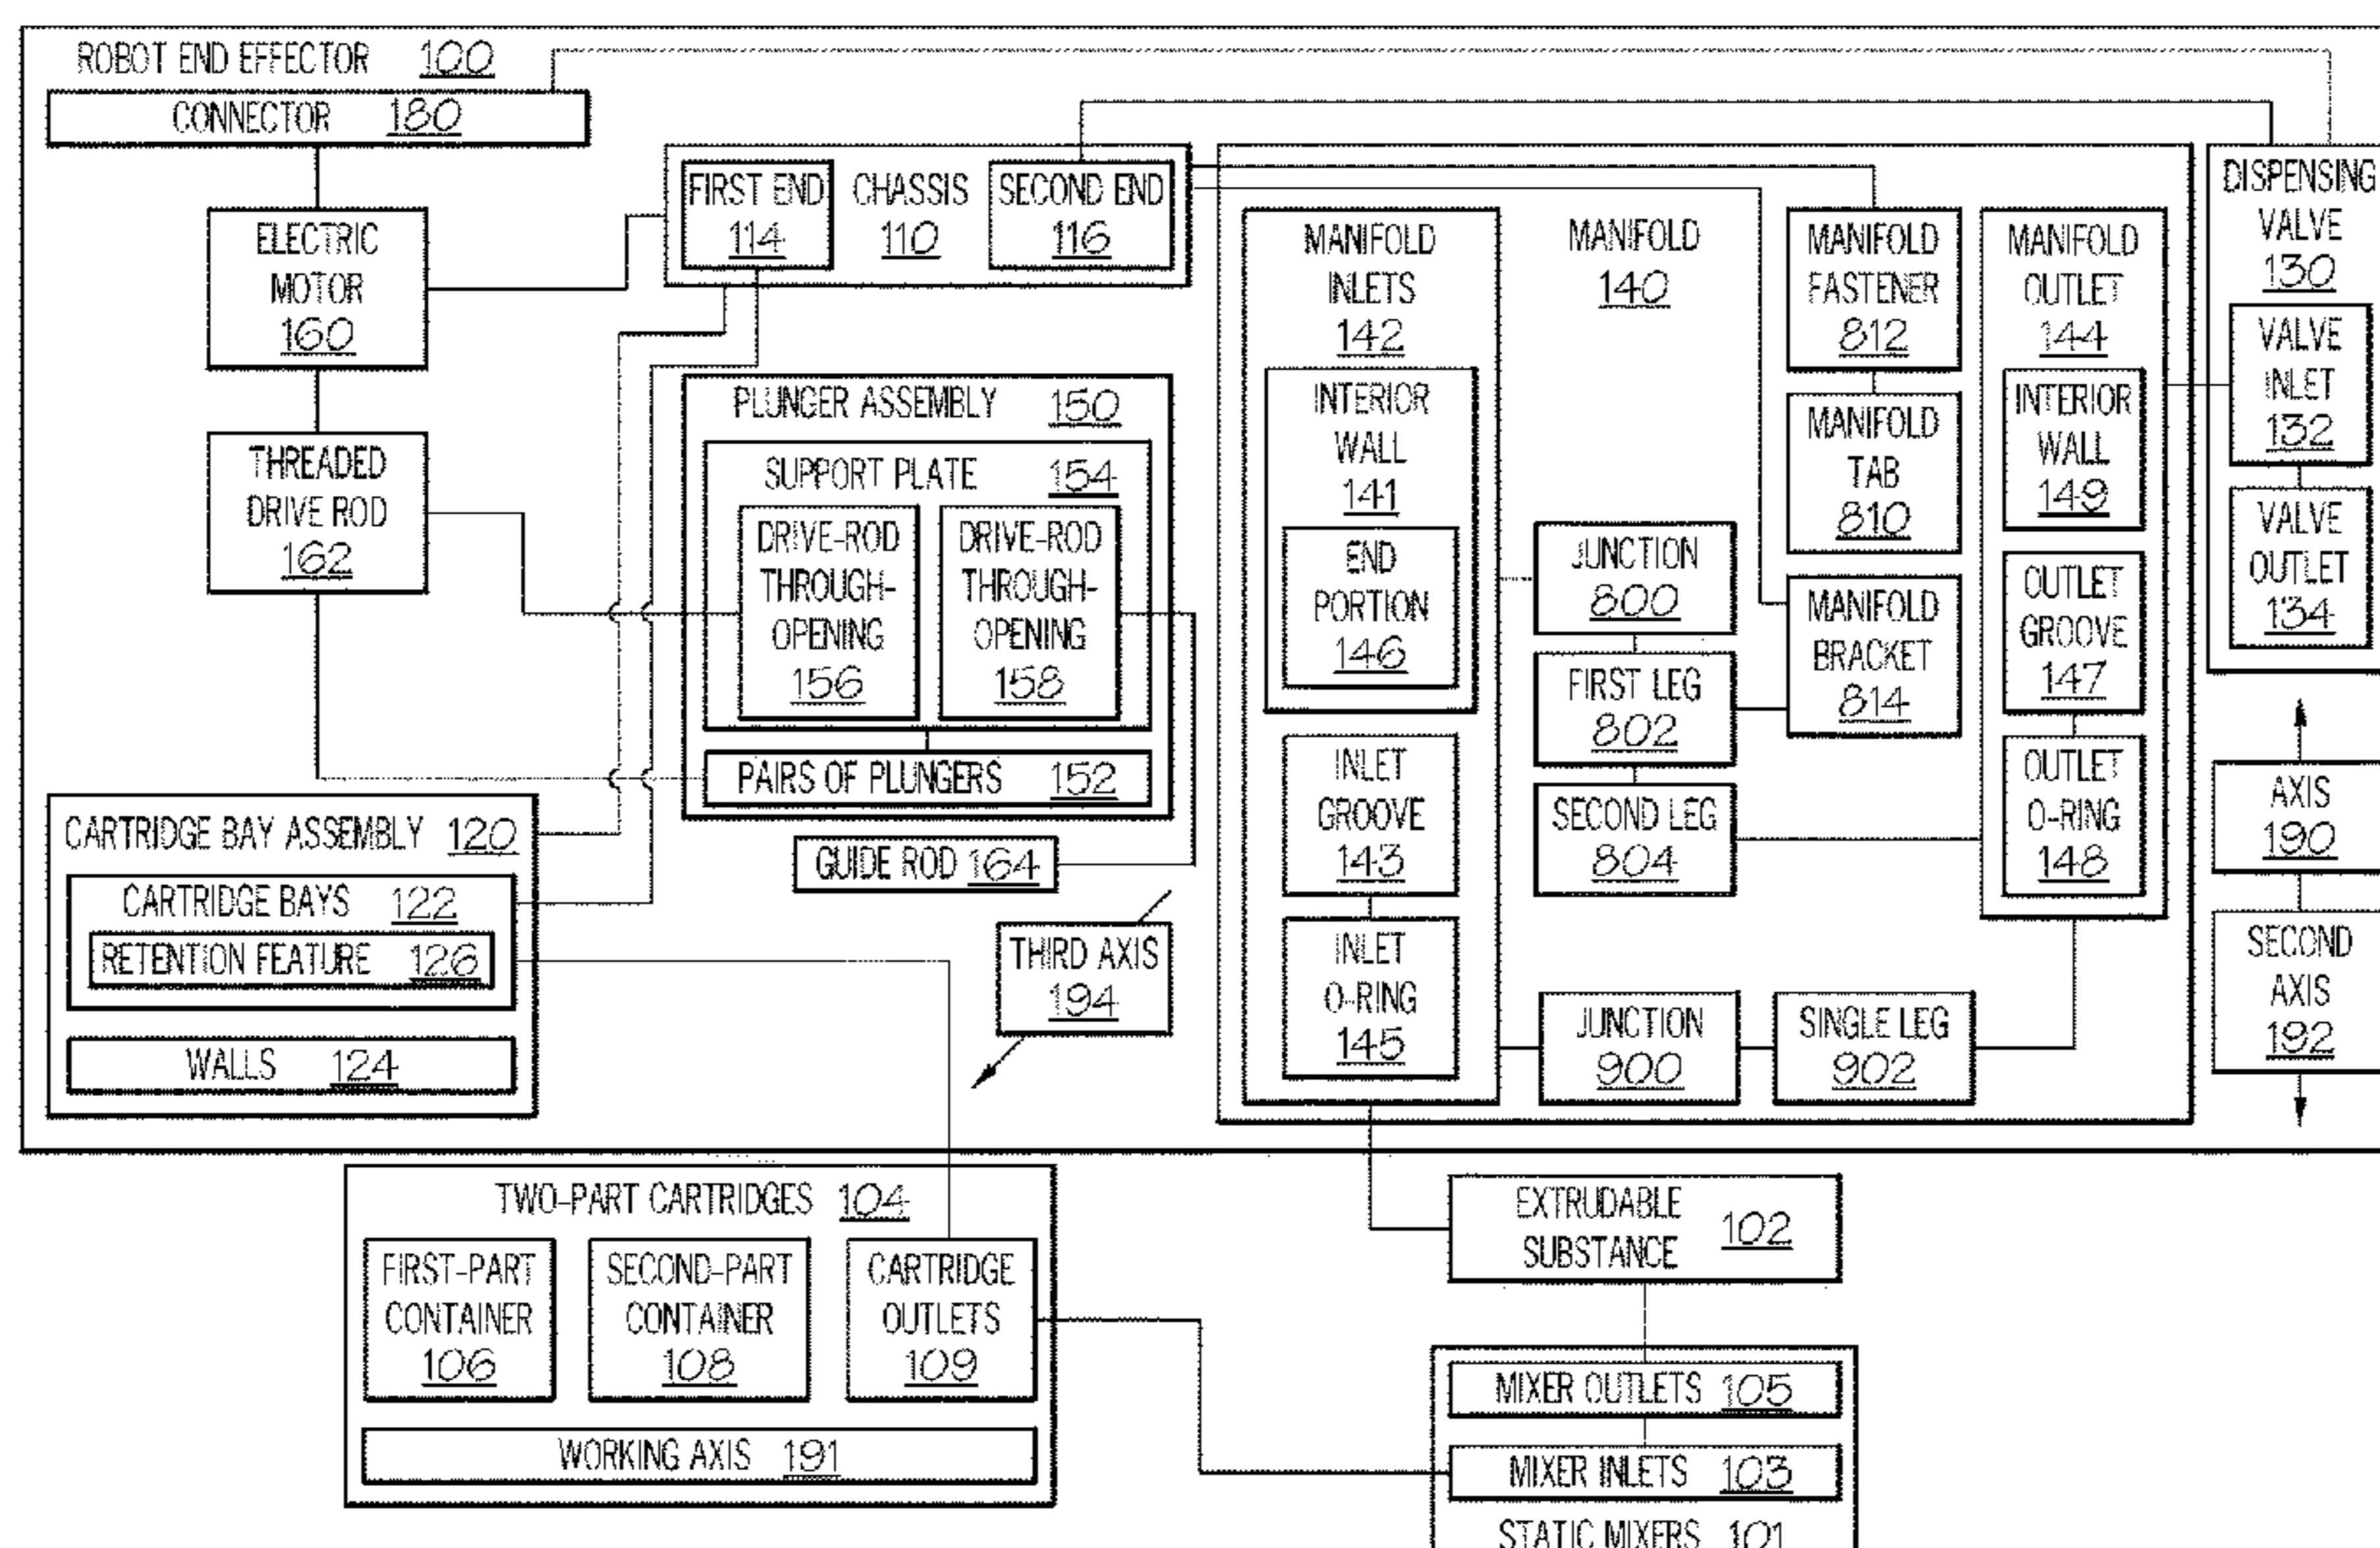 ROBOT END EFFECTOR 100
CONNECTOR 180
ELECTRIC
MOTOR
160
THREADED
DRIVE ROD
162
FIRST END
114
CHASSIS
110
SECOND END
116
PLUNGER ASSEMBLY 150
SUPPORT PLATE 154
DRIVE-ROD
THROUGH-
OPENING
156
DRIVE-ROD
THROUGH-
OPENING
158
PAIRS OF PLUNGERS 152
GUIDE ROD 164
CARTRIDGE BAY ASSEMBLY 120
CARTRIDGE BAYS 122
RETENTION FEATURE 126
WALLS 124
THIRD AXIS
194
MANIFOLD
INLETS
142
INTERIOR
WALL
141
END
PORTION
146
INLET
GROOVE
143
INLET
O-RING
145
MANIFOLD
140
JUNCTION
800
FIRST LEG
802
SECOND LEG
804
JUNCTION
900
SINGLE LEG
902
MANIFOLD
FASTENER
812
MANIFOLD
TAB
810
MANIFOLD
BRACKET
814
MANIFOLD
OUTLET
144
INTERIOR
WALL
149
OUTLET
GROOVE
147
OUTLET
O-RING
148
DISPENSING
VALVE
130
VALVE
INLET
132
VALVE
OUTLET
134
AXIS
190
SECOND
AXIS
192
TWO-PART CARTRIDGES 104
FIRST-PART
CONTAINER
106
SECOND-PART
CONTAINER
108
CARTRIDGE
OUTLETS
109
WORKING AXIS 191
EXTRUDABLE
SUBSTANCE 102
MIXER OUTLETS 105
MIXER INLETS 103
STATIC MIXERS 101